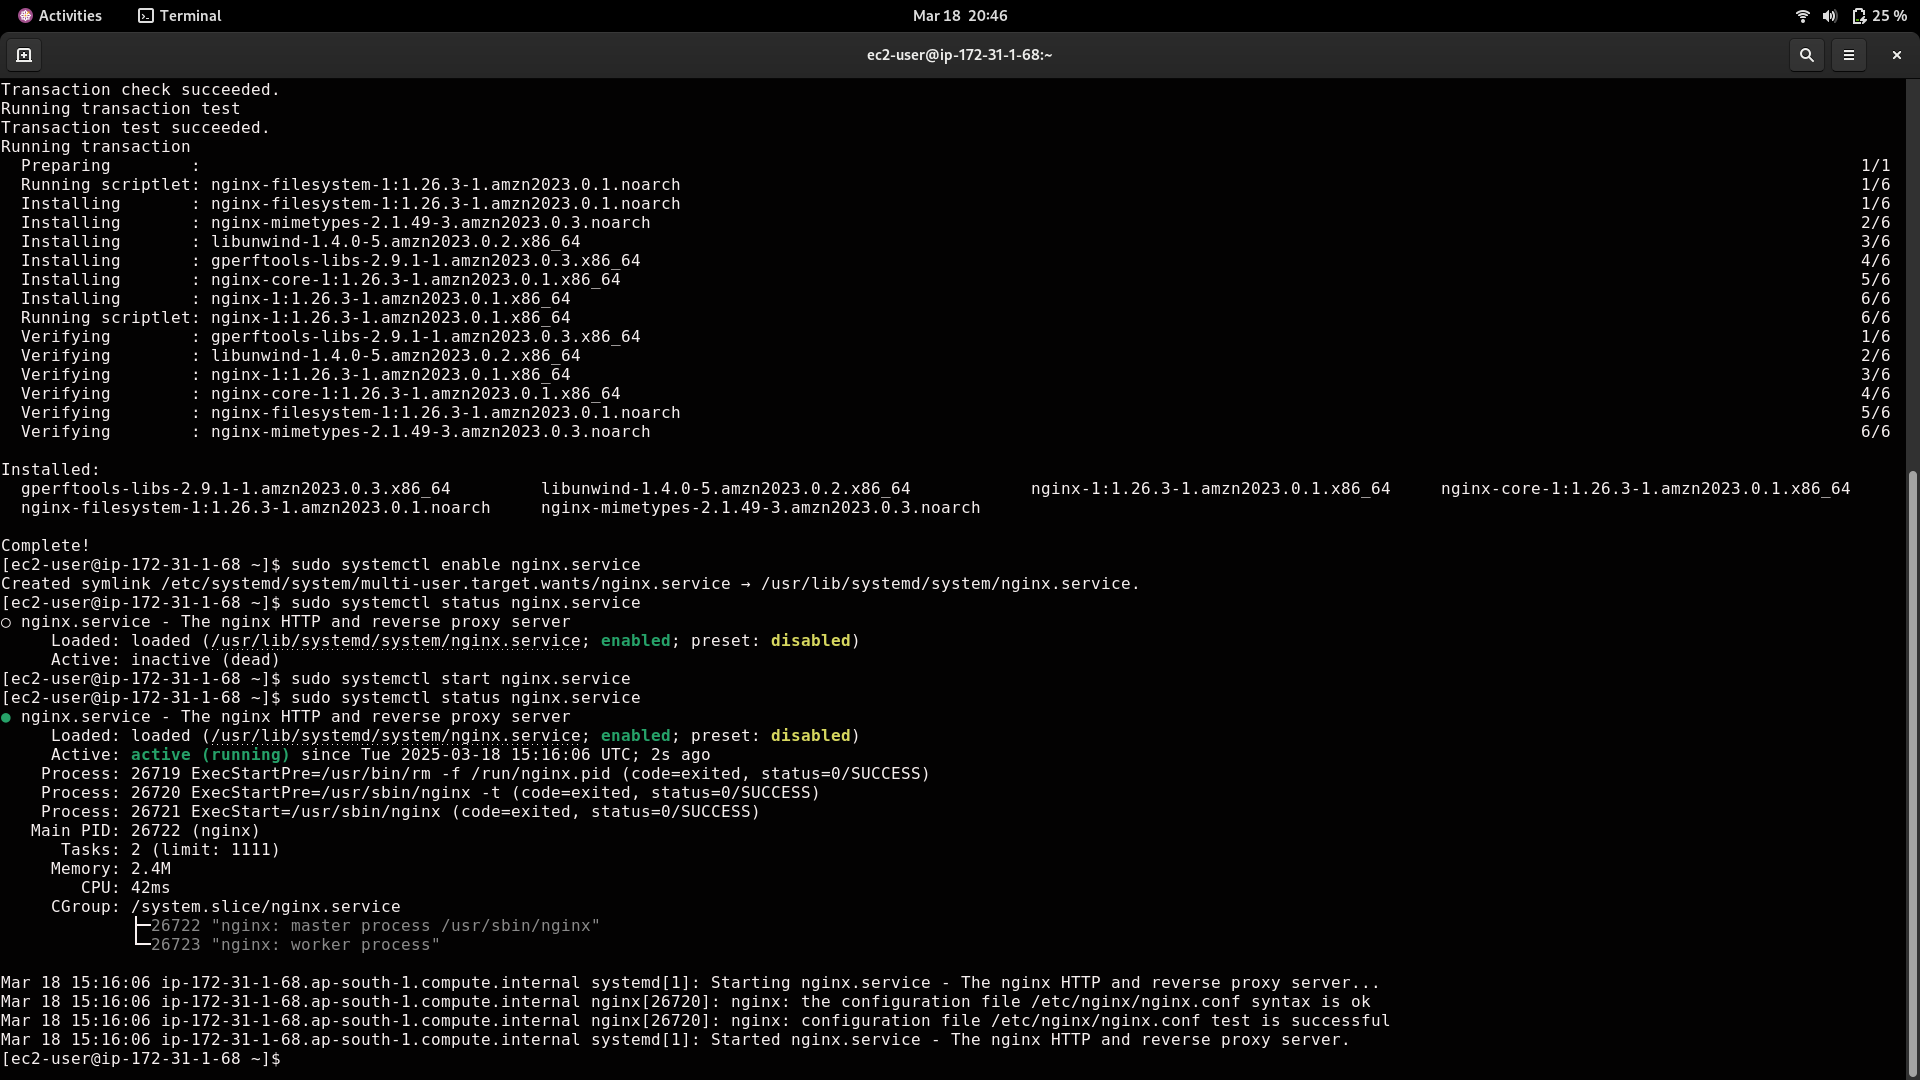 Activities Terminal Mar 18 20:46 25 %
ec2-user@ip-172-31-1-68:~
Transaction check succeeded.
Running transaction test
Transaction test succeeded.
Running transaction
  Preparing        : 1/1
  Running scriptlet: nginx-filesystem-1:1.26.3-1.amzn2023.0.1.noarch 1/6
  Installing       : nginx-filesystem-1:1.26.3-1.amzn2023.0.1.noarch 1/6
  Installing       : nginx-mimetypes-2.1.49-3.amzn2023.0.3.noarch 2/6
  Installing       : libunwind-1.4.0-5.amzn2023.0.2.x86_64 3/6
  Installing       : gperftools-libs-2.9.1-1.amzn2023.0.3.x86_64 4/6
  Installing       : nginx-core-1:1.26.3-1.amzn2023.0.1.x86_64 5/6
  Installing       : nginx-1:1.26.3-1.amzn2023.0.1.x86_64 6/6
  Running scriptlet: nginx-1:1.26.3-1.amzn2023.0.1.x86_64 6/6
  Verifying        : gperftools-libs-2.9.1-1.amzn2023.0.3.x86_64 1/6
  Verifying        : libunwind-1.4.0-5.amzn2023.0.2.x86_64 2/6
  Verifying        : nginx-1:1.26.3-1.amzn2023.0.1.x86_64 3/6
  Verifying        : nginx-core-1:1.26.3-1.amzn2023.0.1.x86_64 4/6
  Verifying        : nginx-filesystem-1:1.26.3-1.amzn2023.0.1.noarch 5/6
  Verifying        : nginx-mimetypes-2.1.49-3.amzn2023.0.3.noarch 6/6
Installed:
  gperftools-libs-2.9.1-1.amzn2023.0.3.x86_64 libunwind-1.4.0-5.amzn2023.0.2.x86_64 nginx-1:1.26.3-1.amzn2023.0.1.x86_64 nginx-core-1:1.26.3-1.amzn2023.0.1.x86_64
  nginx-filesystem-1:1.26.3-1.amzn2023.0.1.noarch nginx-mimetypes-2.1.49-3.amzn2023.0.3.noarch
Complete!
[ec2-user@ip-172-31-1-68 ~]$ sudo systemctl enable nginx.service
Created symlink /etc/systemd/system/multi-user.target.wants/nginx.service → /usr/lib/systemd/system/nginx.service.
[ec2-user@ip-172-31-1-68 ~]$ sudo systemctl status nginx.service
○ nginx.service - The nginx HTTP and reverse proxy server
     Loaded: loaded (/usr/lib/systemd/system/nginx.service; enabled; preset: disabled)
     Active: inactive (dead)
[ec2-user@ip-172-31-1-68 ~]$ sudo systemctl start nginx.service
[ec2-user@ip-172-31-1-68 ~]$ sudo systemctl status nginx.service
● nginx.service - The nginx HTTP and reverse proxy server
     Loaded: loaded (/usr/lib/systemd/system/nginx.service; enabled; preset: disabled)
     Active: active (running) since Tue 2025-03-18 15:16:06 UTC; 2s ago
    Process: 26719 ExecStartPre=/usr/bin/rm -f /run/nginx.pid (code=exited, status=0/SUCCESS)
    Process: 26720 ExecStartPre=/usr/sbin/nginx -t (code=exited, status=0/SUCCESS)
    Process: 26721 ExecStart=/usr/sbin/nginx (code=exited, status=0/SUCCESS)
   Main PID: 26722 (nginx)
      Tasks: 2 (limit: 1111)
     Memory: 2.4M
        CPU: 42ms
     CGroup: /system.slice/nginx.service
             ├─26722 "nginx: master process /usr/sbin/nginx"
             └─26723 "nginx: worker process"
Mar 18 15:16:06 ip-172-31-1-68.ap-south-1.compute.internal systemd[1]: Starting nginx.service - The nginx HTTP and reverse proxy server...
Mar 18 15:16:06 ip-172-31-1-68.ap-south-1.compute.internal nginx[26720]: nginx: the configuration file /etc/nginx/nginx.conf syntax is ok
Mar 18 15:16:06 ip-172-31-1-68.ap-south-1.compute.internal nginx[26720]: nginx: configuration file /etc/nginx/nginx.conf test is successful
Mar 18 15:16:06 ip-172-31-1-68.ap-south-1.compute.internal systemd[1]: Started nginx.service - The nginx HTTP and reverse proxy server.
[ec2-user@ip-172-31-1-68 ~]$